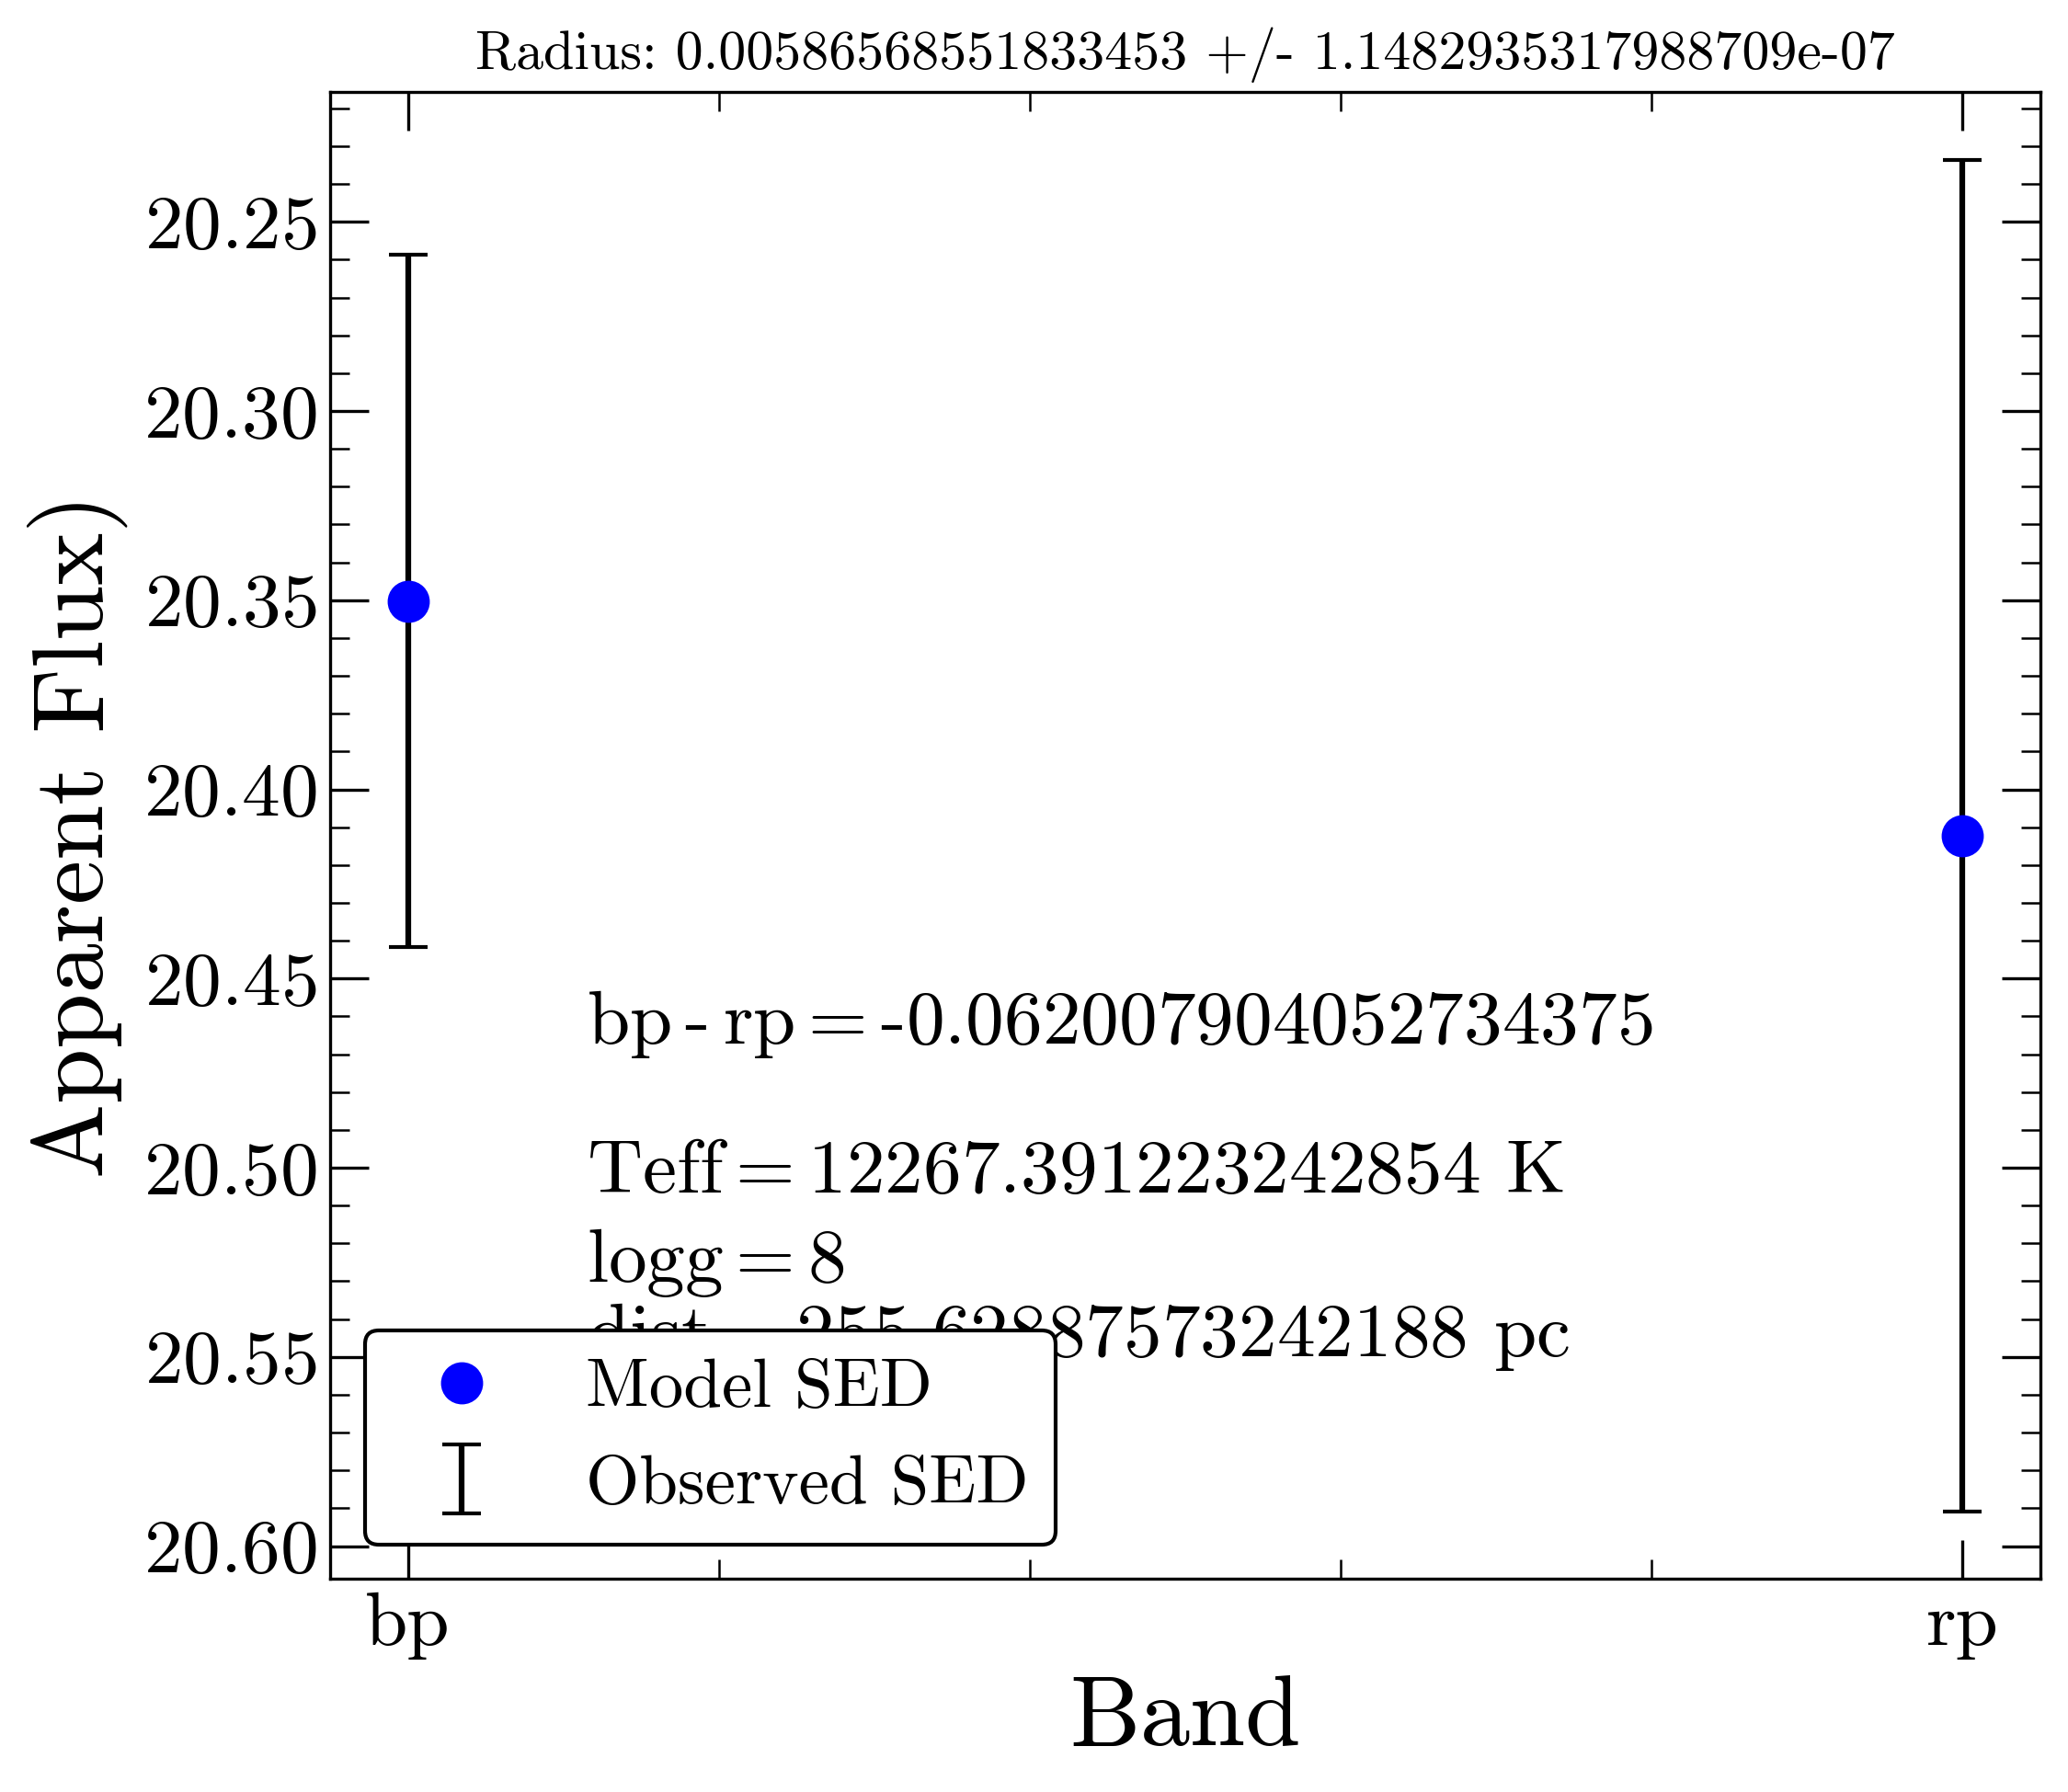 Radius: 0.00586568551833453 +/- 1.1482935317988709e-07
Apparent Flux)
20.25
20.30
20.35
20.40
20.45
20.50
20.55
20.60
bp - rp = -0.062007904052734375
Teff = 12267.391223242854 K
logg = 8
87573242188 pc
Model SED
Observed SED
bp
rp
Band